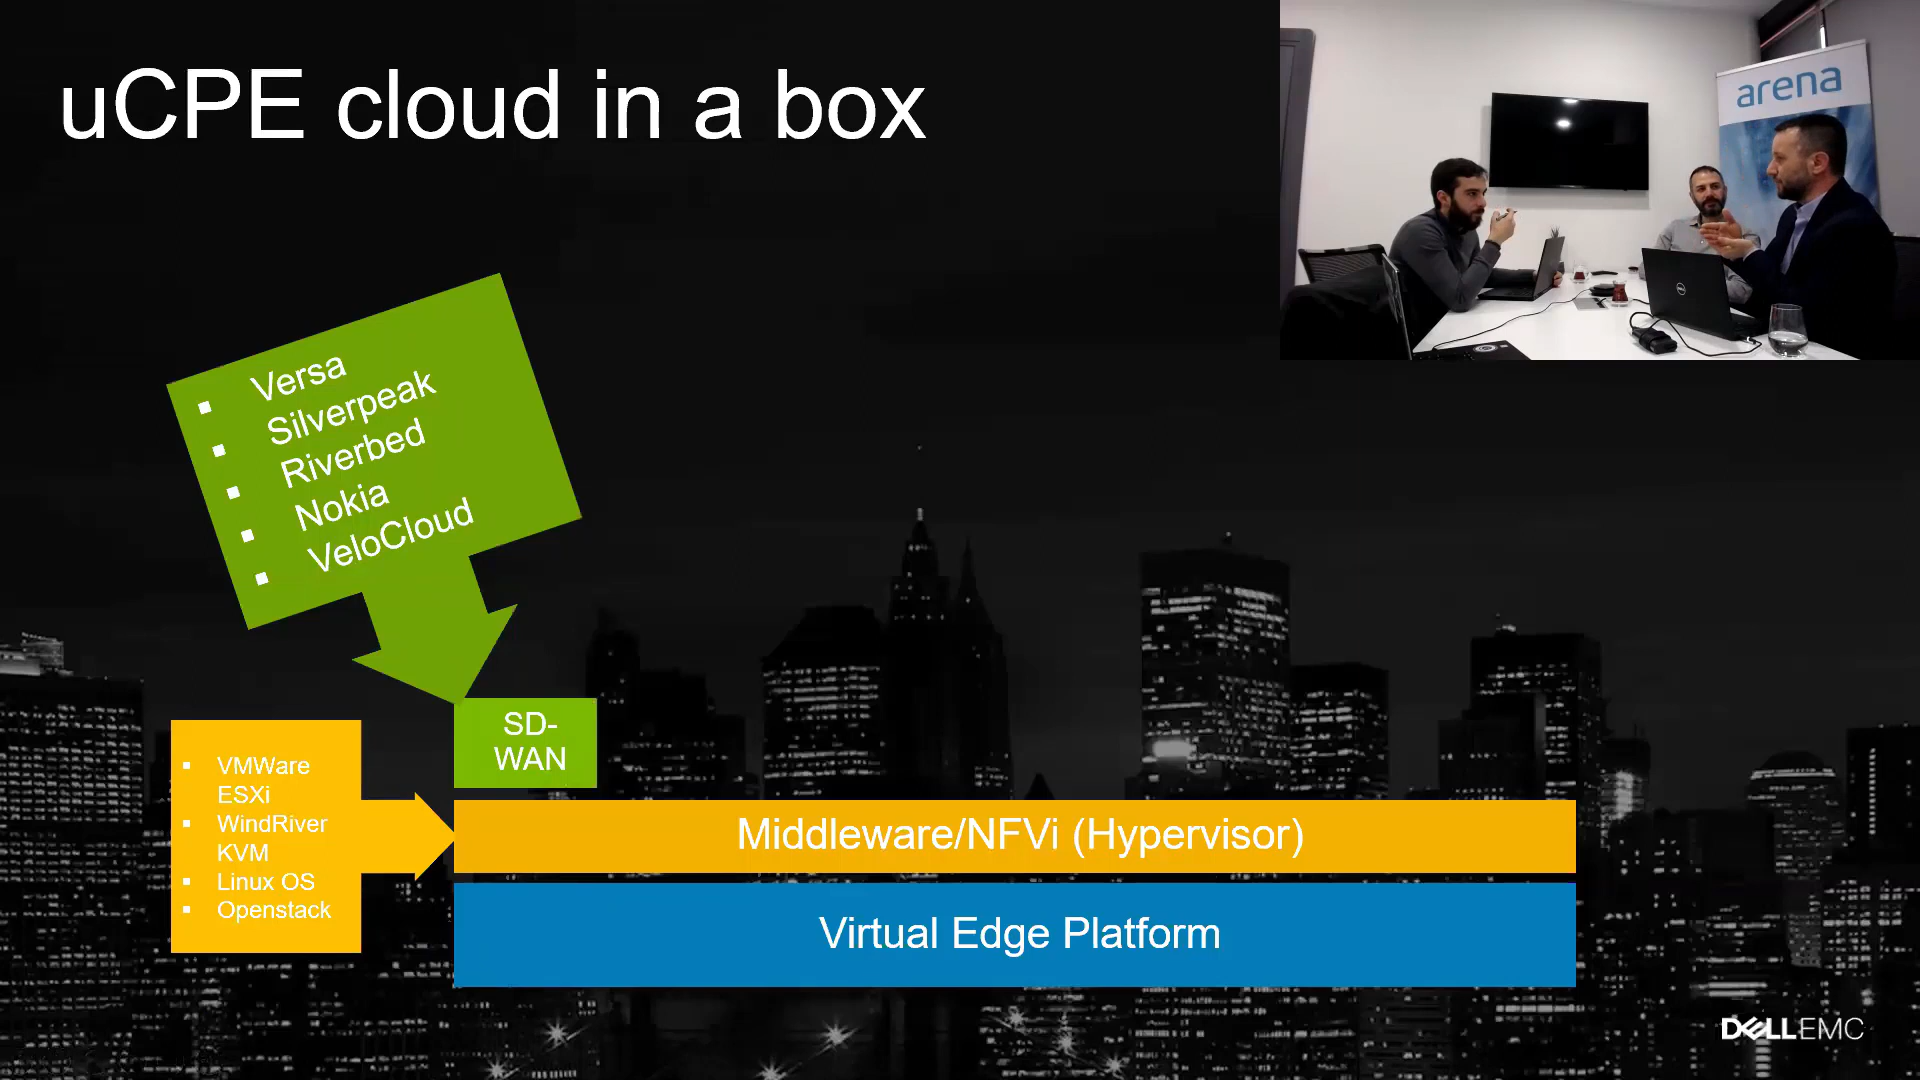 uCPE cloud in a box
arena
Versa
Silverpeak
Riverbed
Nokia
VeloCloud
SD-
WAN
VMWare
ESXi
WindRiver
KVM
Linux OS
Openstack
Middleware/NFVi (Hypervisor)
Virtual Edge Platform
DELLEMC